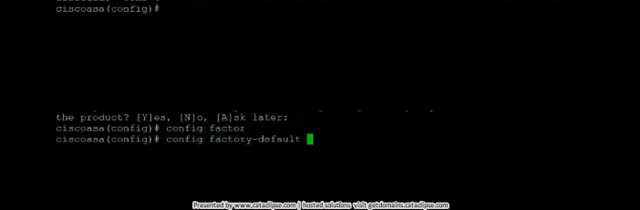 ciscoasa(config)#
the product? [Y]es, [N]o, [A]sk later:
ciscoasa(config)# config factor
ciscoasa(config)# config factory-default
Presented by www.cataclipse.com | hosted solutions visit getdomains.cataclipse.com